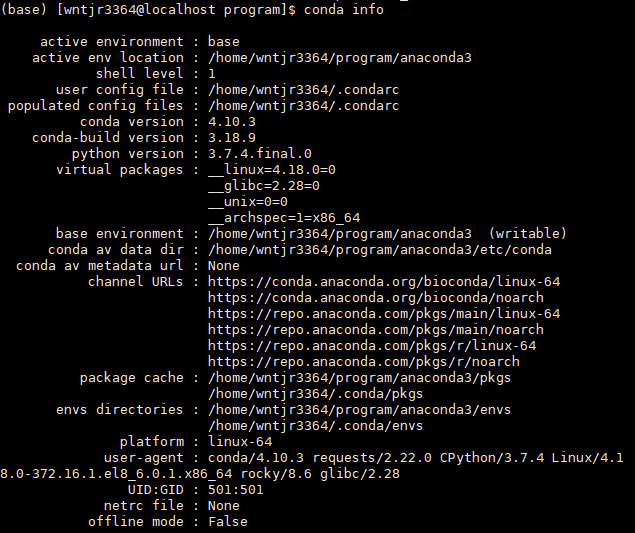 (base) [wntjr3364@localhost program]$ conda info
active environment : base
active env location : /home/wntjr3364/program/anaconda3
shell level : 1
user config file : /home/wntjr3364/.condarc
populated config files : /home/wntjr3364/.condarc
conda version : 4.10.3
conda-build version : 3.18.9
python version : 3.7.4.final.0
virtual packages : __linux=4.18.0=0
__glibc=2.28=0
__unix=0=0
__archspec=1=x86_64
base environment : /home/wntjr3364/program/anaconda3  (writable)
conda av data dir : /home/wntjr3364/program/anaconda3/etc/conda
conda av metadata url : None
channel URLs : https://conda.anaconda.org/bioconda/linux-64
https://conda.anaconda.org/bioconda/noarch
https://repo.anaconda.com/pkgs/main/linux-64
https://repo.anaconda.com/pkgs/main/noarch
https://repo.anaconda.com/pkgs/r/linux-64
https://repo.anaconda.com/pkgs/r/noarch
package cache : /home/wntjr3364/program/anaconda3/pkgs
/home/wntjr3364/.conda/pkgs
envs directories : /home/wntjr3364/program/anaconda3/envs
/home/wntjr3364/.conda/envs
platform : linux-64
user-agent : conda/4.10.3 requests/2.22.0 CPython/3.7.4 Linux/4.1
8.0-372.16.1.el8_6.0.1.x86_64 rocky/8.6 glibc/2.28
UID:GID : 501:501
netrc file : None
offline mode : False